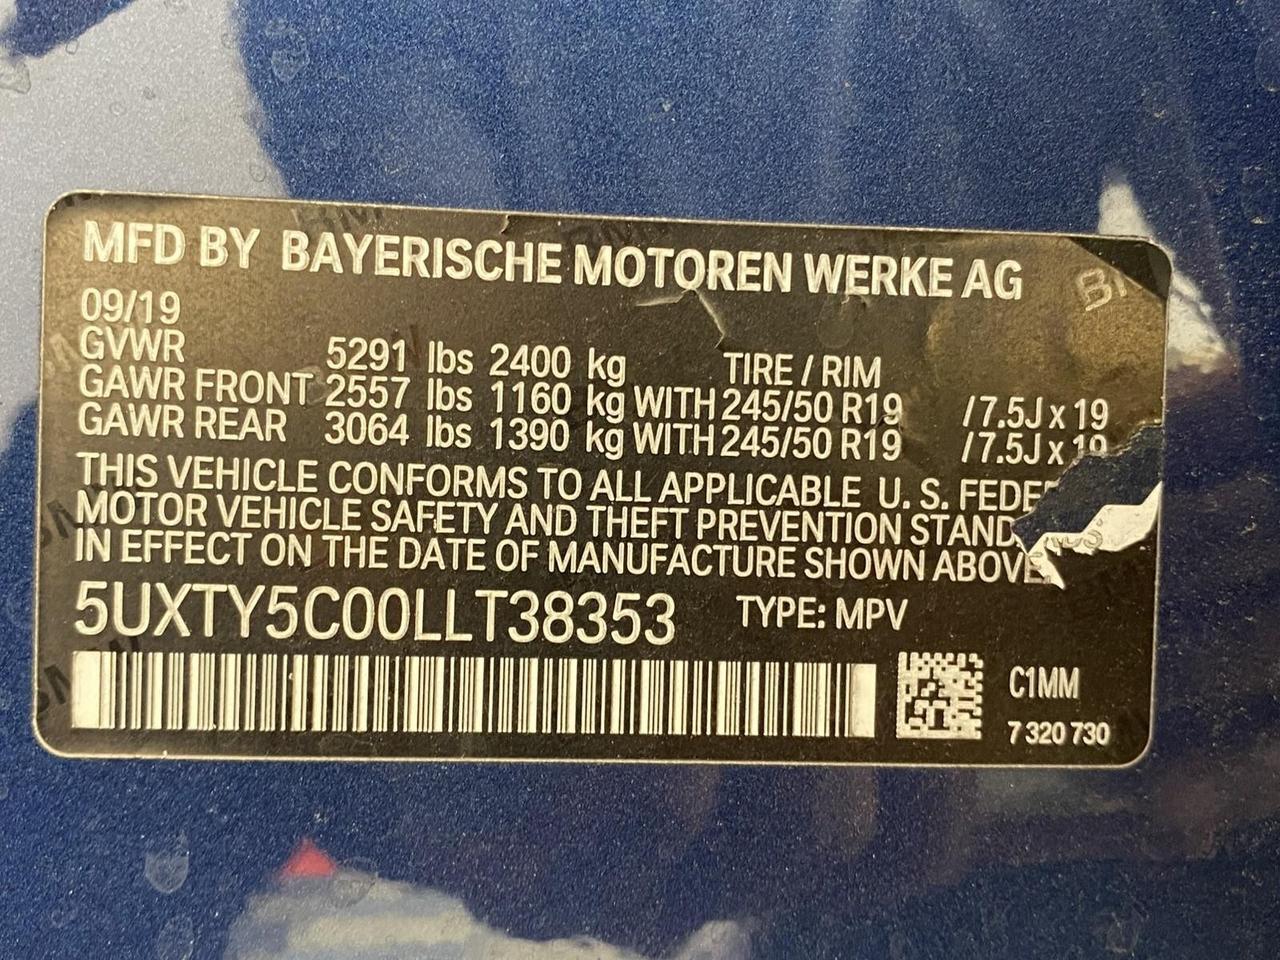 MFD BY BAYERISCHE MOTOREN WERKE AG
09/19
GVWR 5291 lbs 2400 kg TIRE / RIM
GAWR FRONT 2557 lbs 1160 kg WITH 245/50 R19 / 7.5J x 19
GAWR REAR 3064 lbs 1390 kg WITH 245/50 R19 / 7.5J x 19
THIS VEHICLE CONFORMS TO ALL APPLICABLE U. S. FEDE
MOTOR VEHICLE SAFETY AND THEFT PREVENTION STAND
IN EFFECT ON THE DATE OF MANUFACTURE SHOWN ABOVE.
5UXTY5C00LLT38353 TYPE: MPV
C1MM
7 320 730